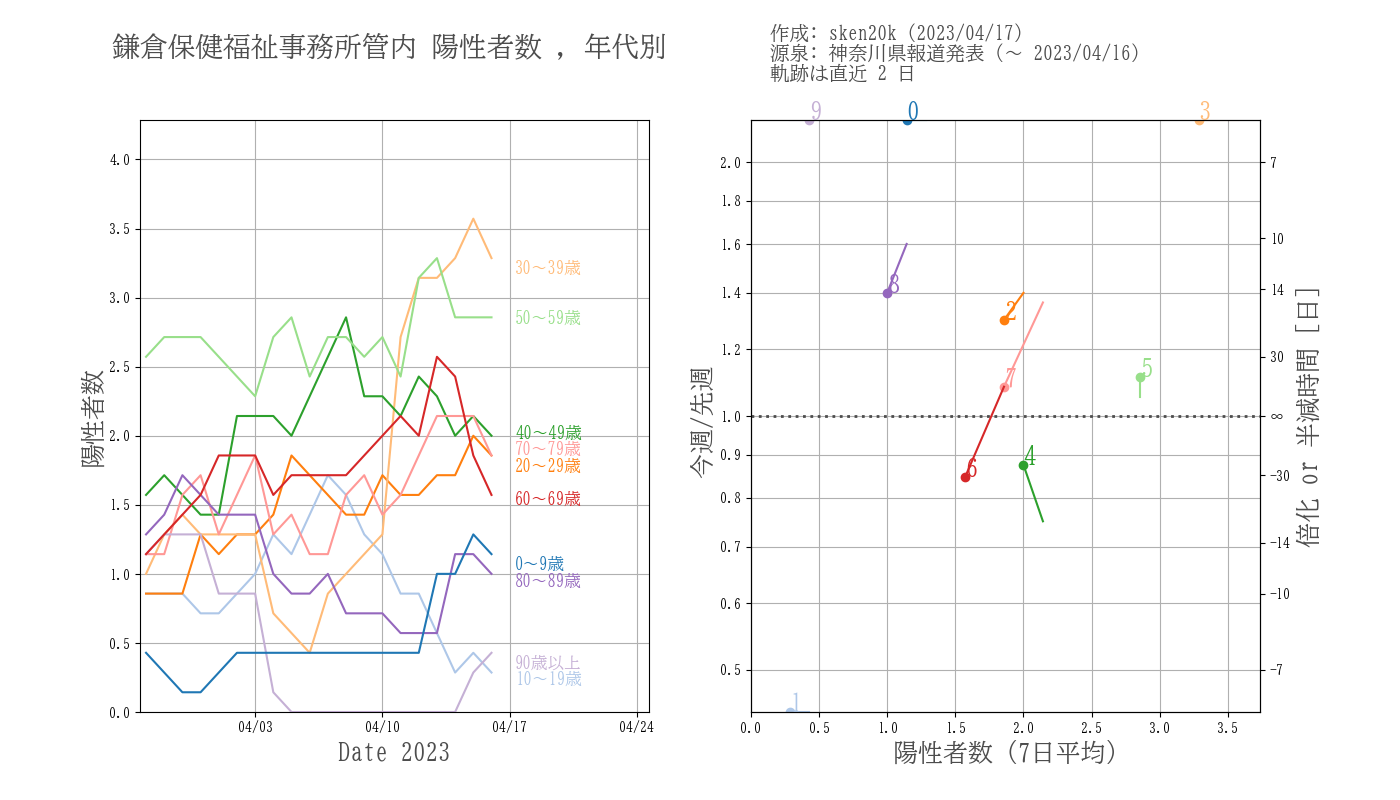 鎌倉保健福祉事務所管内 陽性者数 , 年代別
作成: sken20k (2023/04/17)
源泉: 神奈川県報道発表 (〜 2023/04/16)
軌跡は直近 2 日
陽性者数
4.0
3.5
3.0
2.5
2.0
1.5
1.0
0.5
0.0
04/03
04/10
04/17
04/24
Date 2023
30〜39歳
50〜59歳
40〜49歳
70〜79歳
20〜29歳
60〜69歳
0〜9歳
80〜89歳
90歳以上
10〜19歳
今週/先週
2.0
1.8
1.6
1.4
1.2
1.0
0.9
0.8
0.7
0.6
0.5
9
0
3
8
2
7
5
4
6
1
0.0
0.5
1.0
1.5
2.0
2.5
3.0
3.5
陽性者数 (7日平均)
7
10
14
30
∞
−30
−14
−10
−7
倍化 or 半減時間 [日]